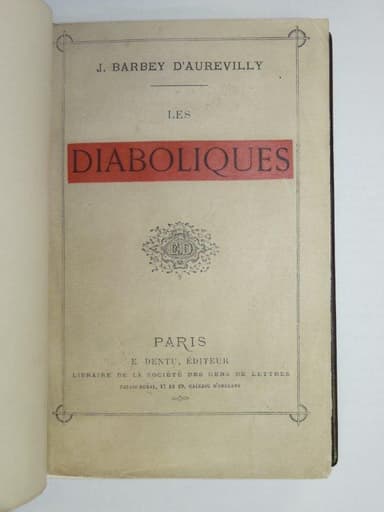 J. BARBEY D'AUREVILLY
LES
DIABOLIQUES
PARIS
E. DENTU, ÉDITEUR
LIBRAIRE DE LA SOCIÉTÉ DES GENS DE LETTRES
PALAIS-ROYAL, 17 ET 19, GALERIE D'ORLÉANS